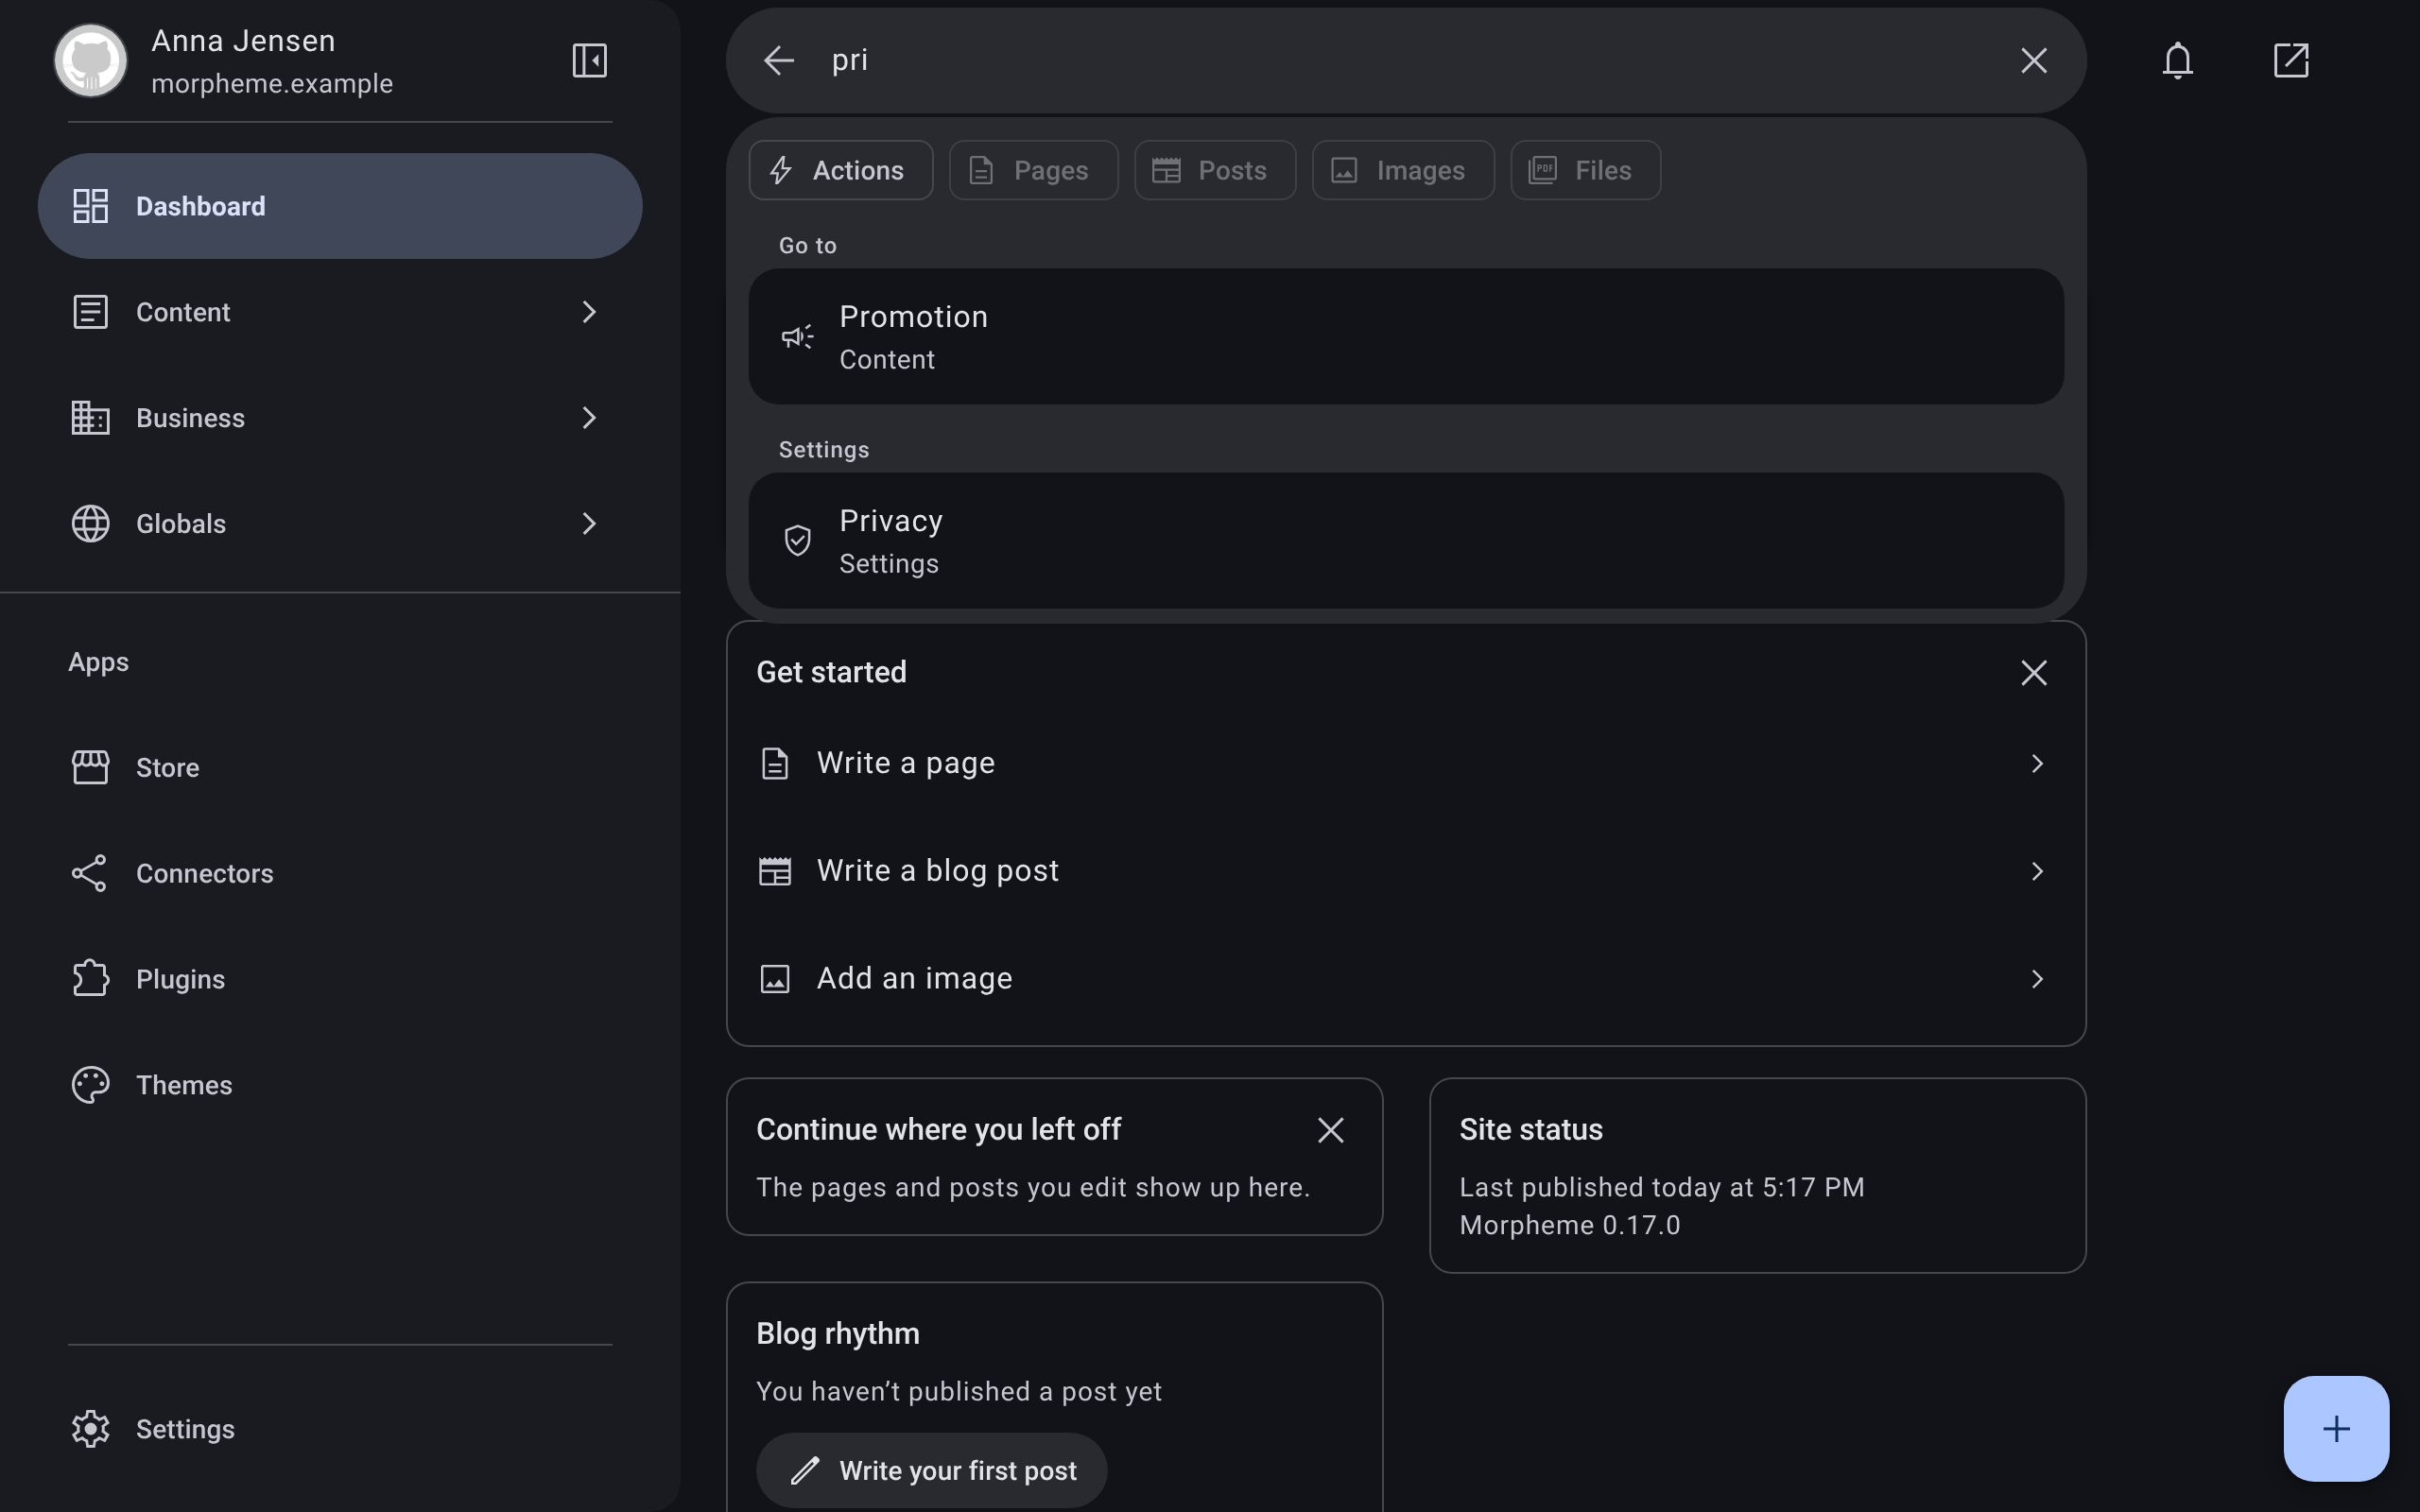 Anna Jensen
morpheme.example
Dashboard
Content
Business
Globals
Apps
Store
Connectors
Plugins
Themes
Settings
pri
Actions
Pages
Posts
Images
PDF
Files
Go to
Promotion
Content
Settings
Privacy
Settings
Get started
Write a page
Write a blog post
Add an image
Continue where you left off
The pages and posts you edit show up here.
Site status
Last published today at 5:17 PM
Morpheme 0.17.0
Blog rhythm
You haven’t published a post yet
Write your first post